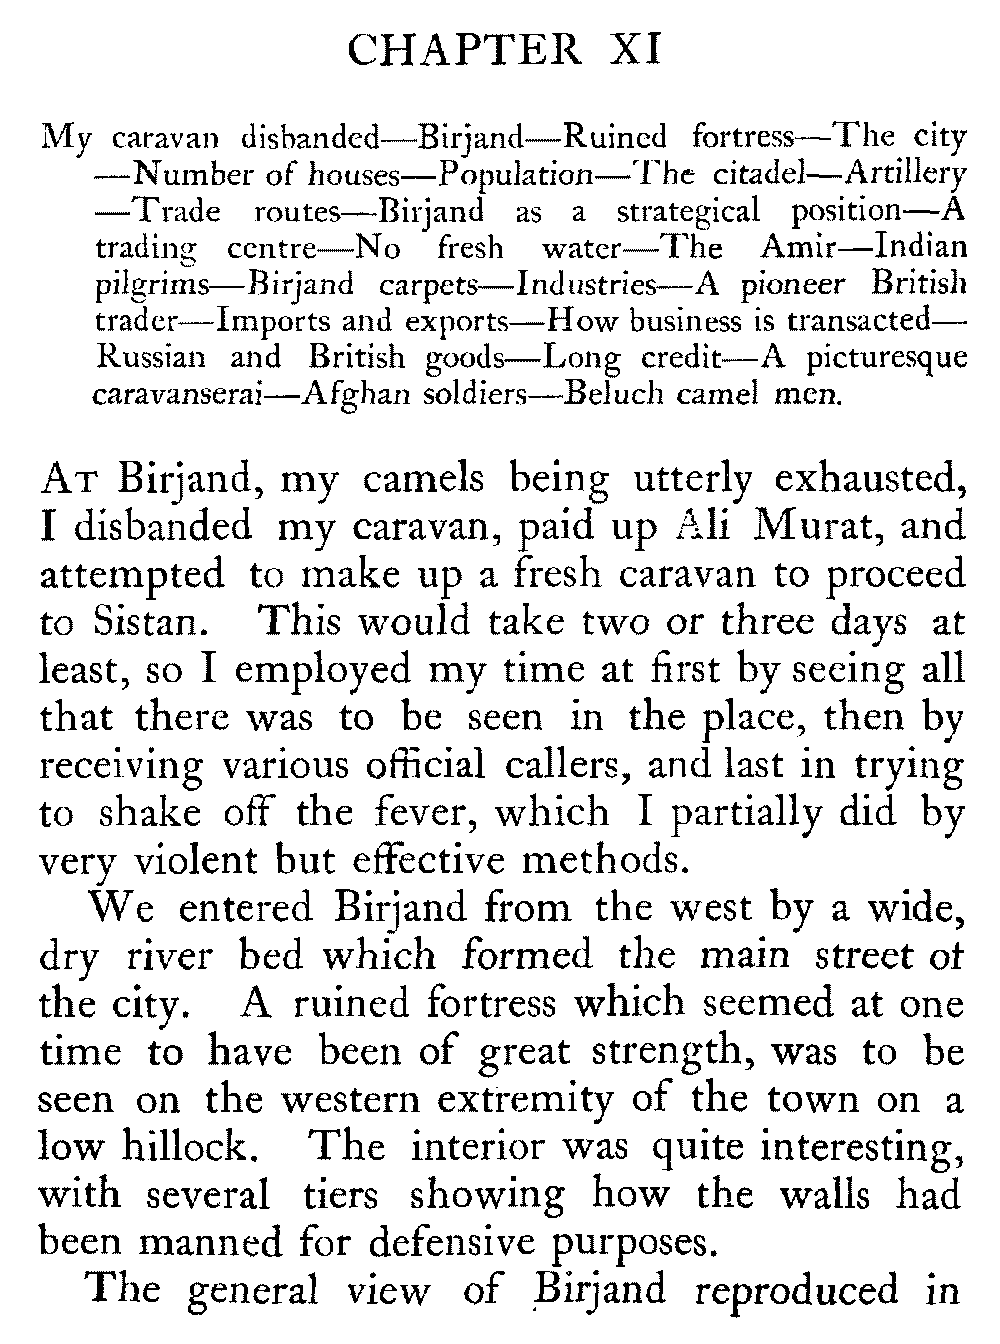 CHAPTER XI
My caravan disbanded—Birjand—Ruined fortress—The city
—Number of houses—Population—The citadel—Artillery
—Trade routes—Birjand as a strategical position—A
trading centre—No fresh water—The Amir—Indian
pilgrims—Birjand carpets—Industries—A pioneer British
trader—Imports and exports—How business is transacted—
Russian and British goods—Long credit—A picturesque
caravanserai—Afghan soldiers—Beluch camel men.
At Birjand, my camels being utterly exhausted,
I disbanded my caravan, paid up Ali Murat, and
attempted to make up a fresh caravan to proceed
to Sistan. This would take two or three days at
least, so I employed my time at first by seeing all
that there was to be seen in the place, then by
receiving various official callers, and last in trying
to shake off the fever, which I partially did by
very violent but effective methods.
We entered Birjand from the west by a wide,
dry river bed which formed the main street of
the city. A ruined fortress which seemed at one
time to have been of great strength, was to be
seen on the western extremity of the town on a
low hillock. The interior was quite interesting,
with several tiers showing how the walls had
been manned for defensive purposes.
The general view of Birjand reproduced in